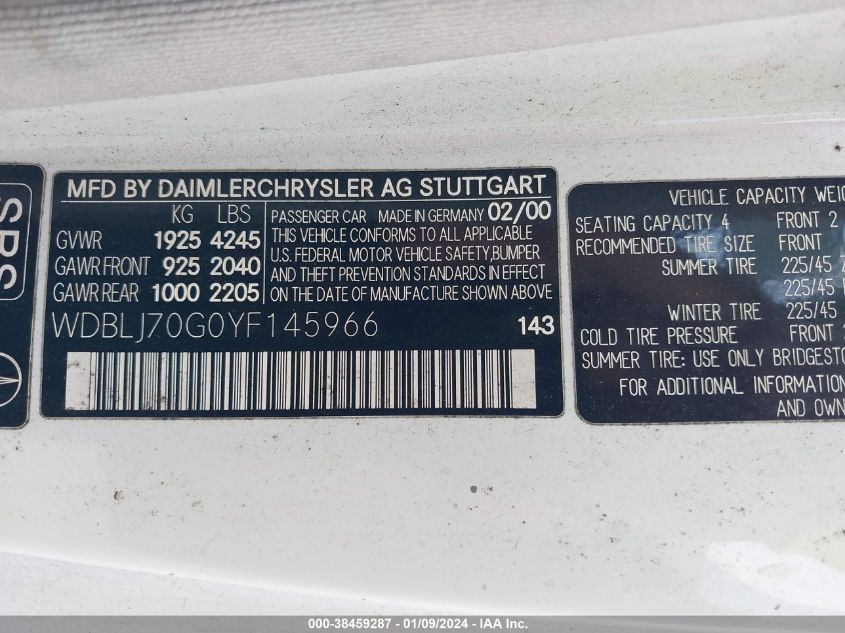 SRS
MFD BY DAIMLERCHRYSLER AG STUTTGART
KG LBS
GVWR 1925 4245
GAWR FRONT 925 2040
GAWR REAR 1000 2205
PASSENGER CAR MADE IN GERMANY 02/00
THIS VEHICLE CONFORMS TO ALL APPLICABLE
U.S. FEDERAL MOTOR VEHICLE SAFETY,BUMPER
AND THEFT PREVENTION STANDARDS IN EFFECT
ON THE DATE OF MANUFACTURE SHOWN ABOVE
WDBLJ70G0YF145966 143
VEHICLE CAPACITY
SEATING CAPACITY 4 FRONT 2
RECOMMENDED TIRE SIZE FRONT
SUMMER TIRE 225/45
225/45
WINTER TIRE 225/45
COLD TIRE PRESSURE FRONT 2
SUMMER TIRE: USE ONLY
FOR ADDITIONAL INFORMATION
AND
000-38459287 - 01/09/2024 - IAA Inc.